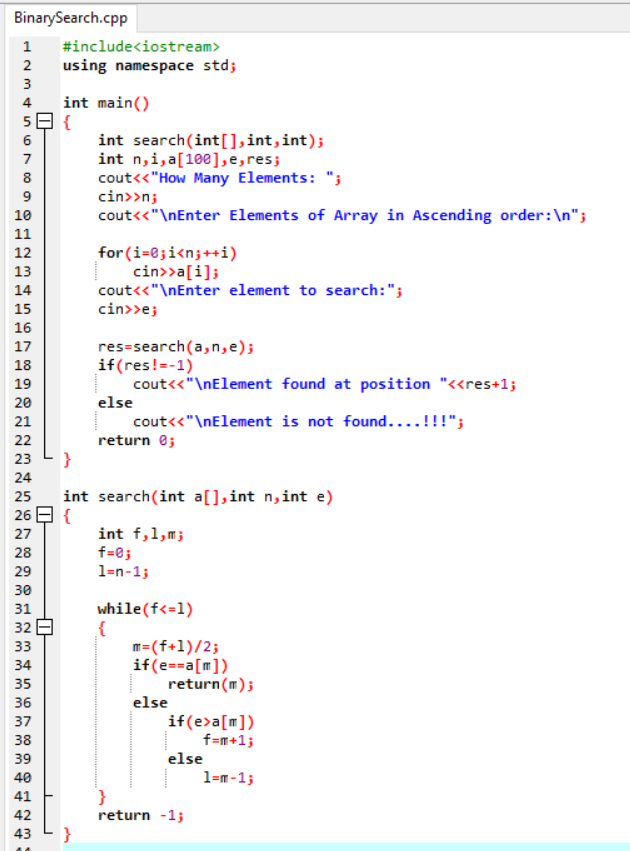 BinarySearch.cpp
1 #include<iostream>
2 using namespace std;
3
4 int main()
5 {
6 int search(int[],int,int);
7 int n,i,a[100],e,res;
8 cout<<"How Many Elements: ";
9 cin>>n;
10 cout<<"\nEnter Elements of Array in Ascending order:\n";
11
12 for(i=0;i<n;++i)
13 cin>>a[i];
14 cout<<"\nEnter element to search:";
15 cin>>e;
16
17 res=search(a,n,e);
18 if(res!=-1)
19 cout<<"\nElement found at position "<<res+1;
20 else
21 cout<<"\nElement is not found....!!!";
22 return 0;
23 }
24
25 int search(int a[],int n,int e)
26 {
27 int f,l,m;
28 f=0;
29 l=n-1;
30
31 while(f<=l)
32 {
33 m=(f+l)/2;
34 if(e==a[m])
35 return(m);
36 else
37 if(e>a[m])
38 f=m+1;
39 else
40 l=m-1;
41 }
42 return -1;
43 }
44